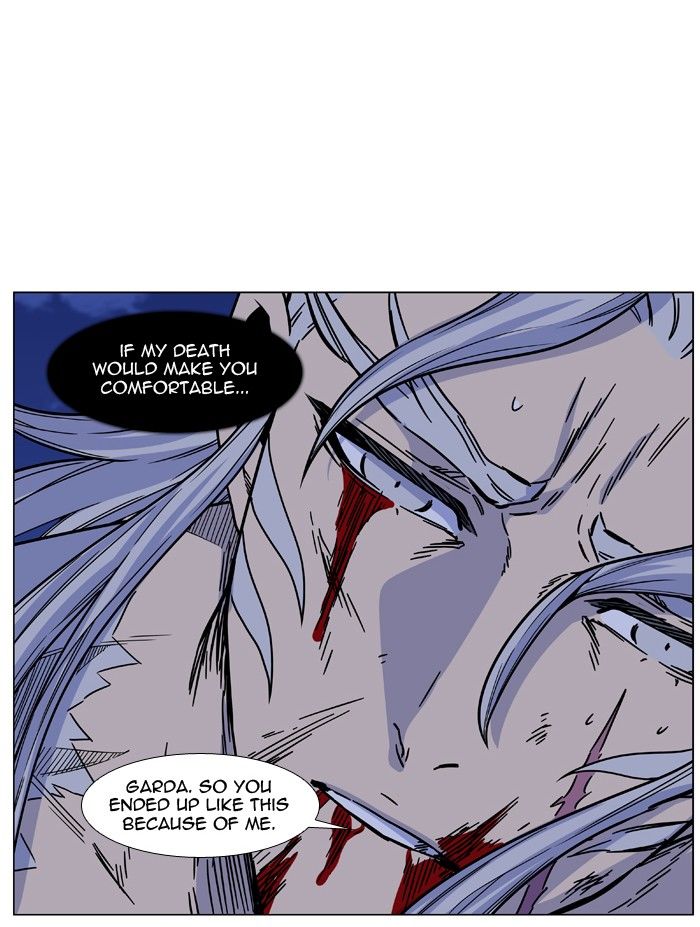 IF MY DEATH
WOULD MAKE YOU
COMFORTABLE...
GARDA. SO YOU
ENDED UP LIKE THIS
BECAUSE OF ME.